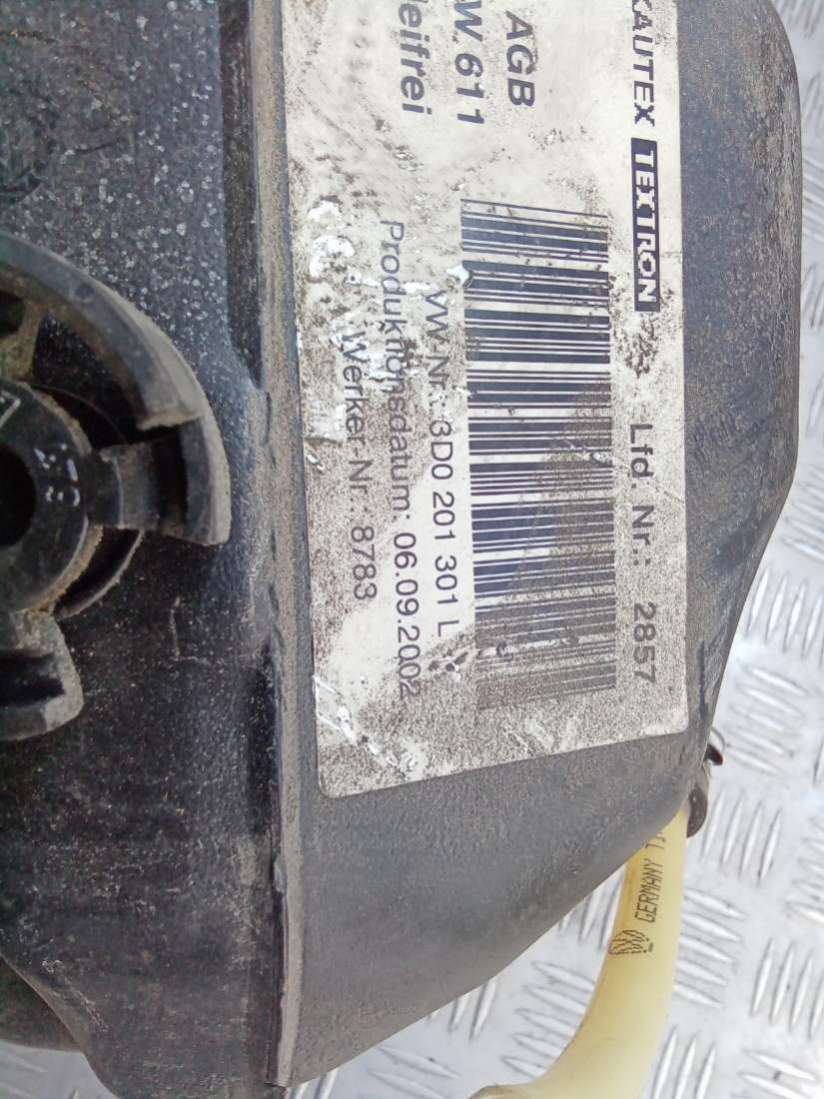 KAUTEX TEXTRON
Lfd. Nr.: 2857
AGB
W 611
leifrei
VW-Nr.: 3D0 201 301 L
Produktionsdatum: 06.09.2002
Werker-Nr.: 8783
GERMANY